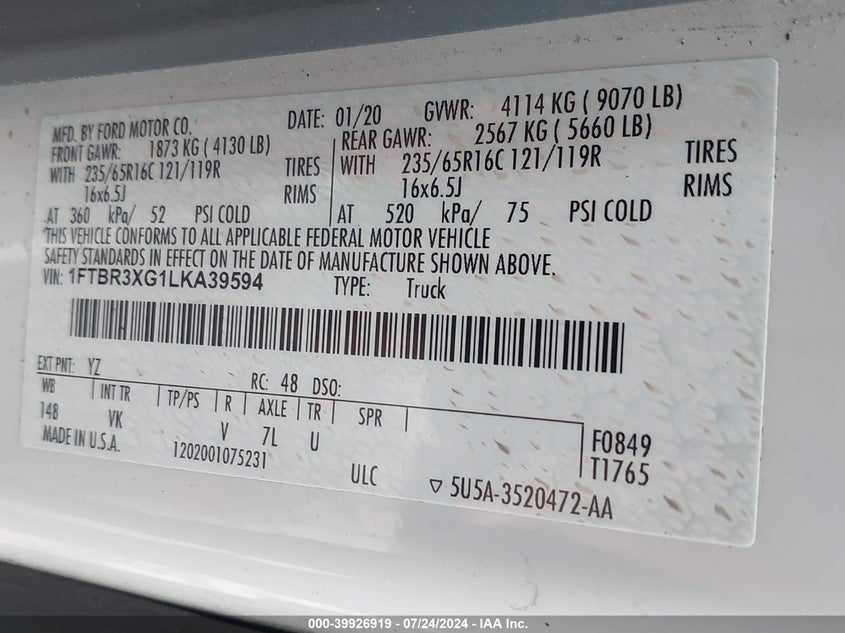 MFD. BY FORD MOTOR CO.
DATE: 01/20 GVWR: 4114 KG ( 9070 LB)
FRONT GAWR: 1873 KG ( 4130 LB)
REAR GAWR: 2567 KG ( 5660 LB)
WITH 235/65R16C 121/119R TIRES
WITH 235/65R16C 121/119R TIRES
16x6.5J RIMS
16x6.5J RIMS
AT 360 kPa/ 52 PSI COLD
AT 520 kPa/ 75 PSI COLD
THIS VEHICLE CONFORMS TO ALL APPLICABLE FEDERAL MOTOR VEHICLE
SAFETY STANDARDS IN EFFECT ON THE DATE OF MANUFACTURE SHOWN ABOVE.
VIN: 1FTBR3XG1LKA39594 TYPE: Truck
EXT PNT: YZ RC: 48 DSO:
WB INT TR TP/PS R AXLE TR SPR
148 VK V 7L U
F0849
MADE IN U.S.A. 1202001075231 ULC
T1765
▽ 5U5A-3520472-AA
000-39926919 - 07/24/2024 - IAA Inc.